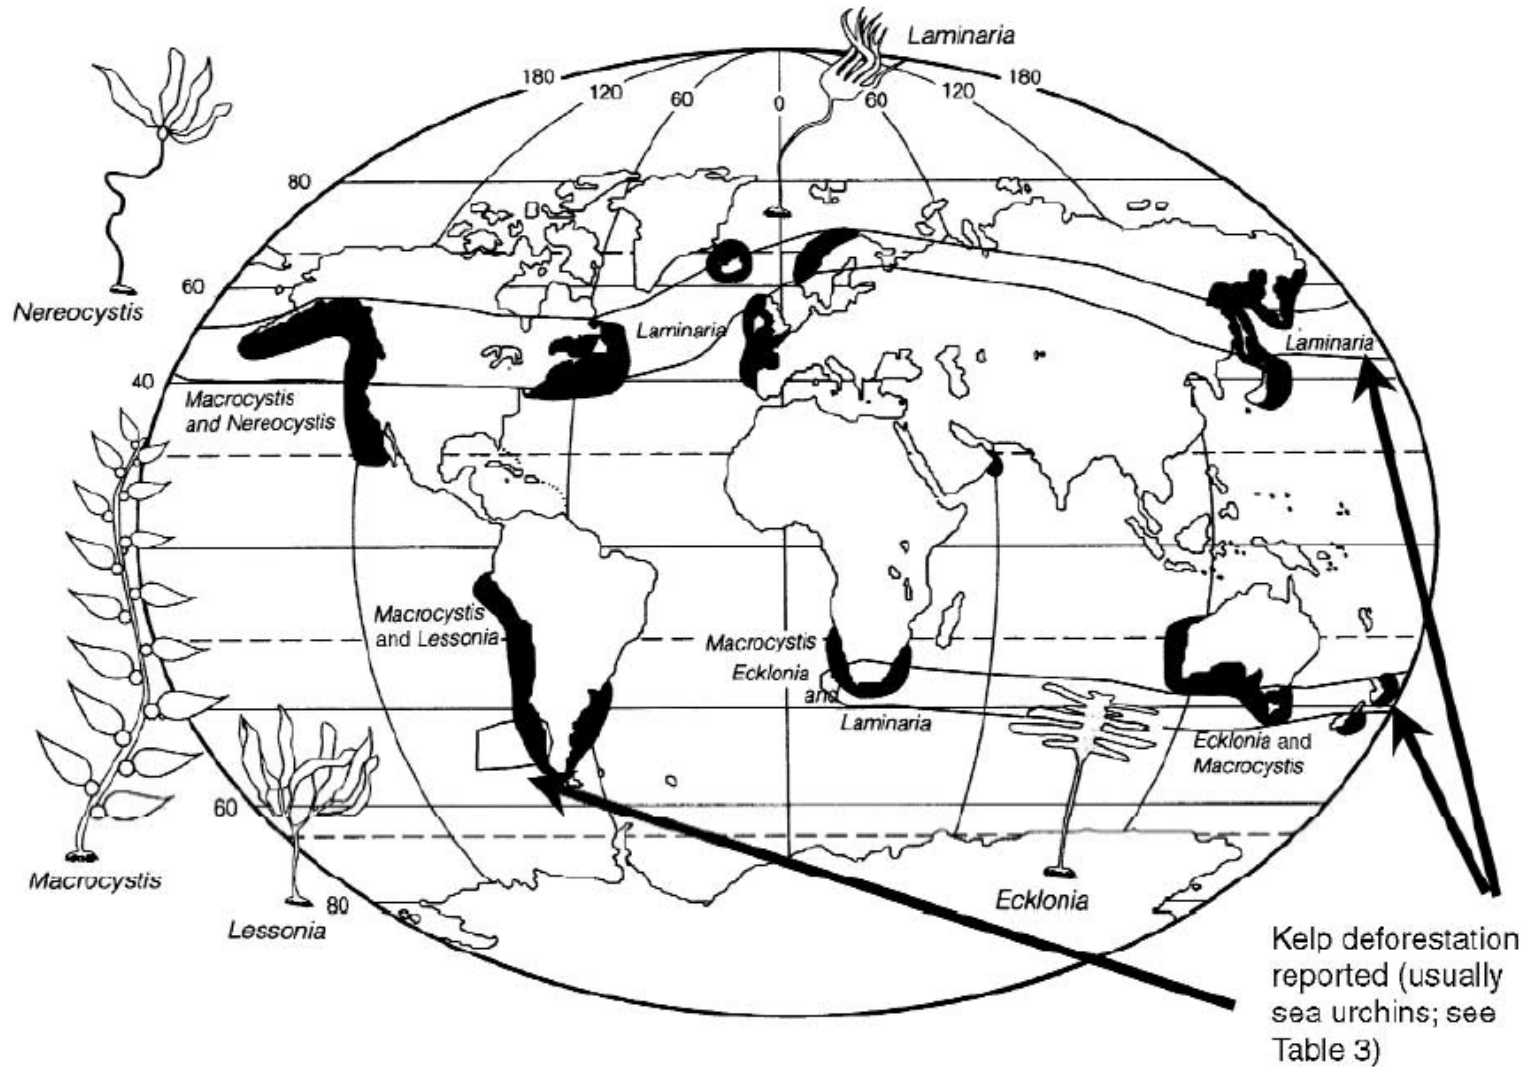 Laminaria
180
120
60
0
60
120
180
80
Nereocystis
60
Laminaria
Laminaria
40
Macrocystis
and Nereocystis
Macrocystis
and Lessonia
Macrocystis
Ecklonia
and
Laminaria
Ecklonia and
Macrocystis
60
Macrocystis
Ecklonia
80
Lessonia
Kelp deforestation
reported (usually
sea urchins; see
Table 3)